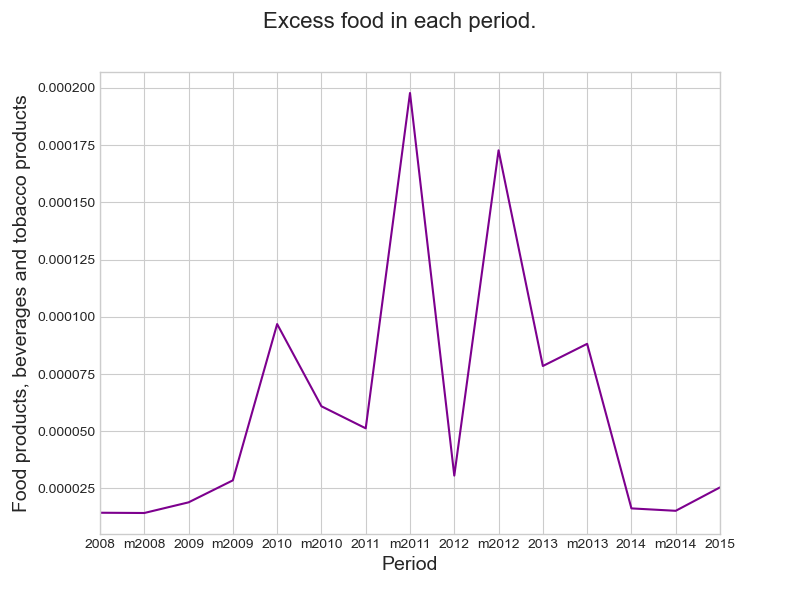 Excess food in each period.
Food products, beverages and tobacco products
0.000200
0.000175
0.000150
0.000125
0.000100
0.000075
0.000050
0.000025
2008 m2008 2009 m2009 2010 m2010 2011 m2011 2012 m2012 2013 m2013 2014 m2014 2015
Period